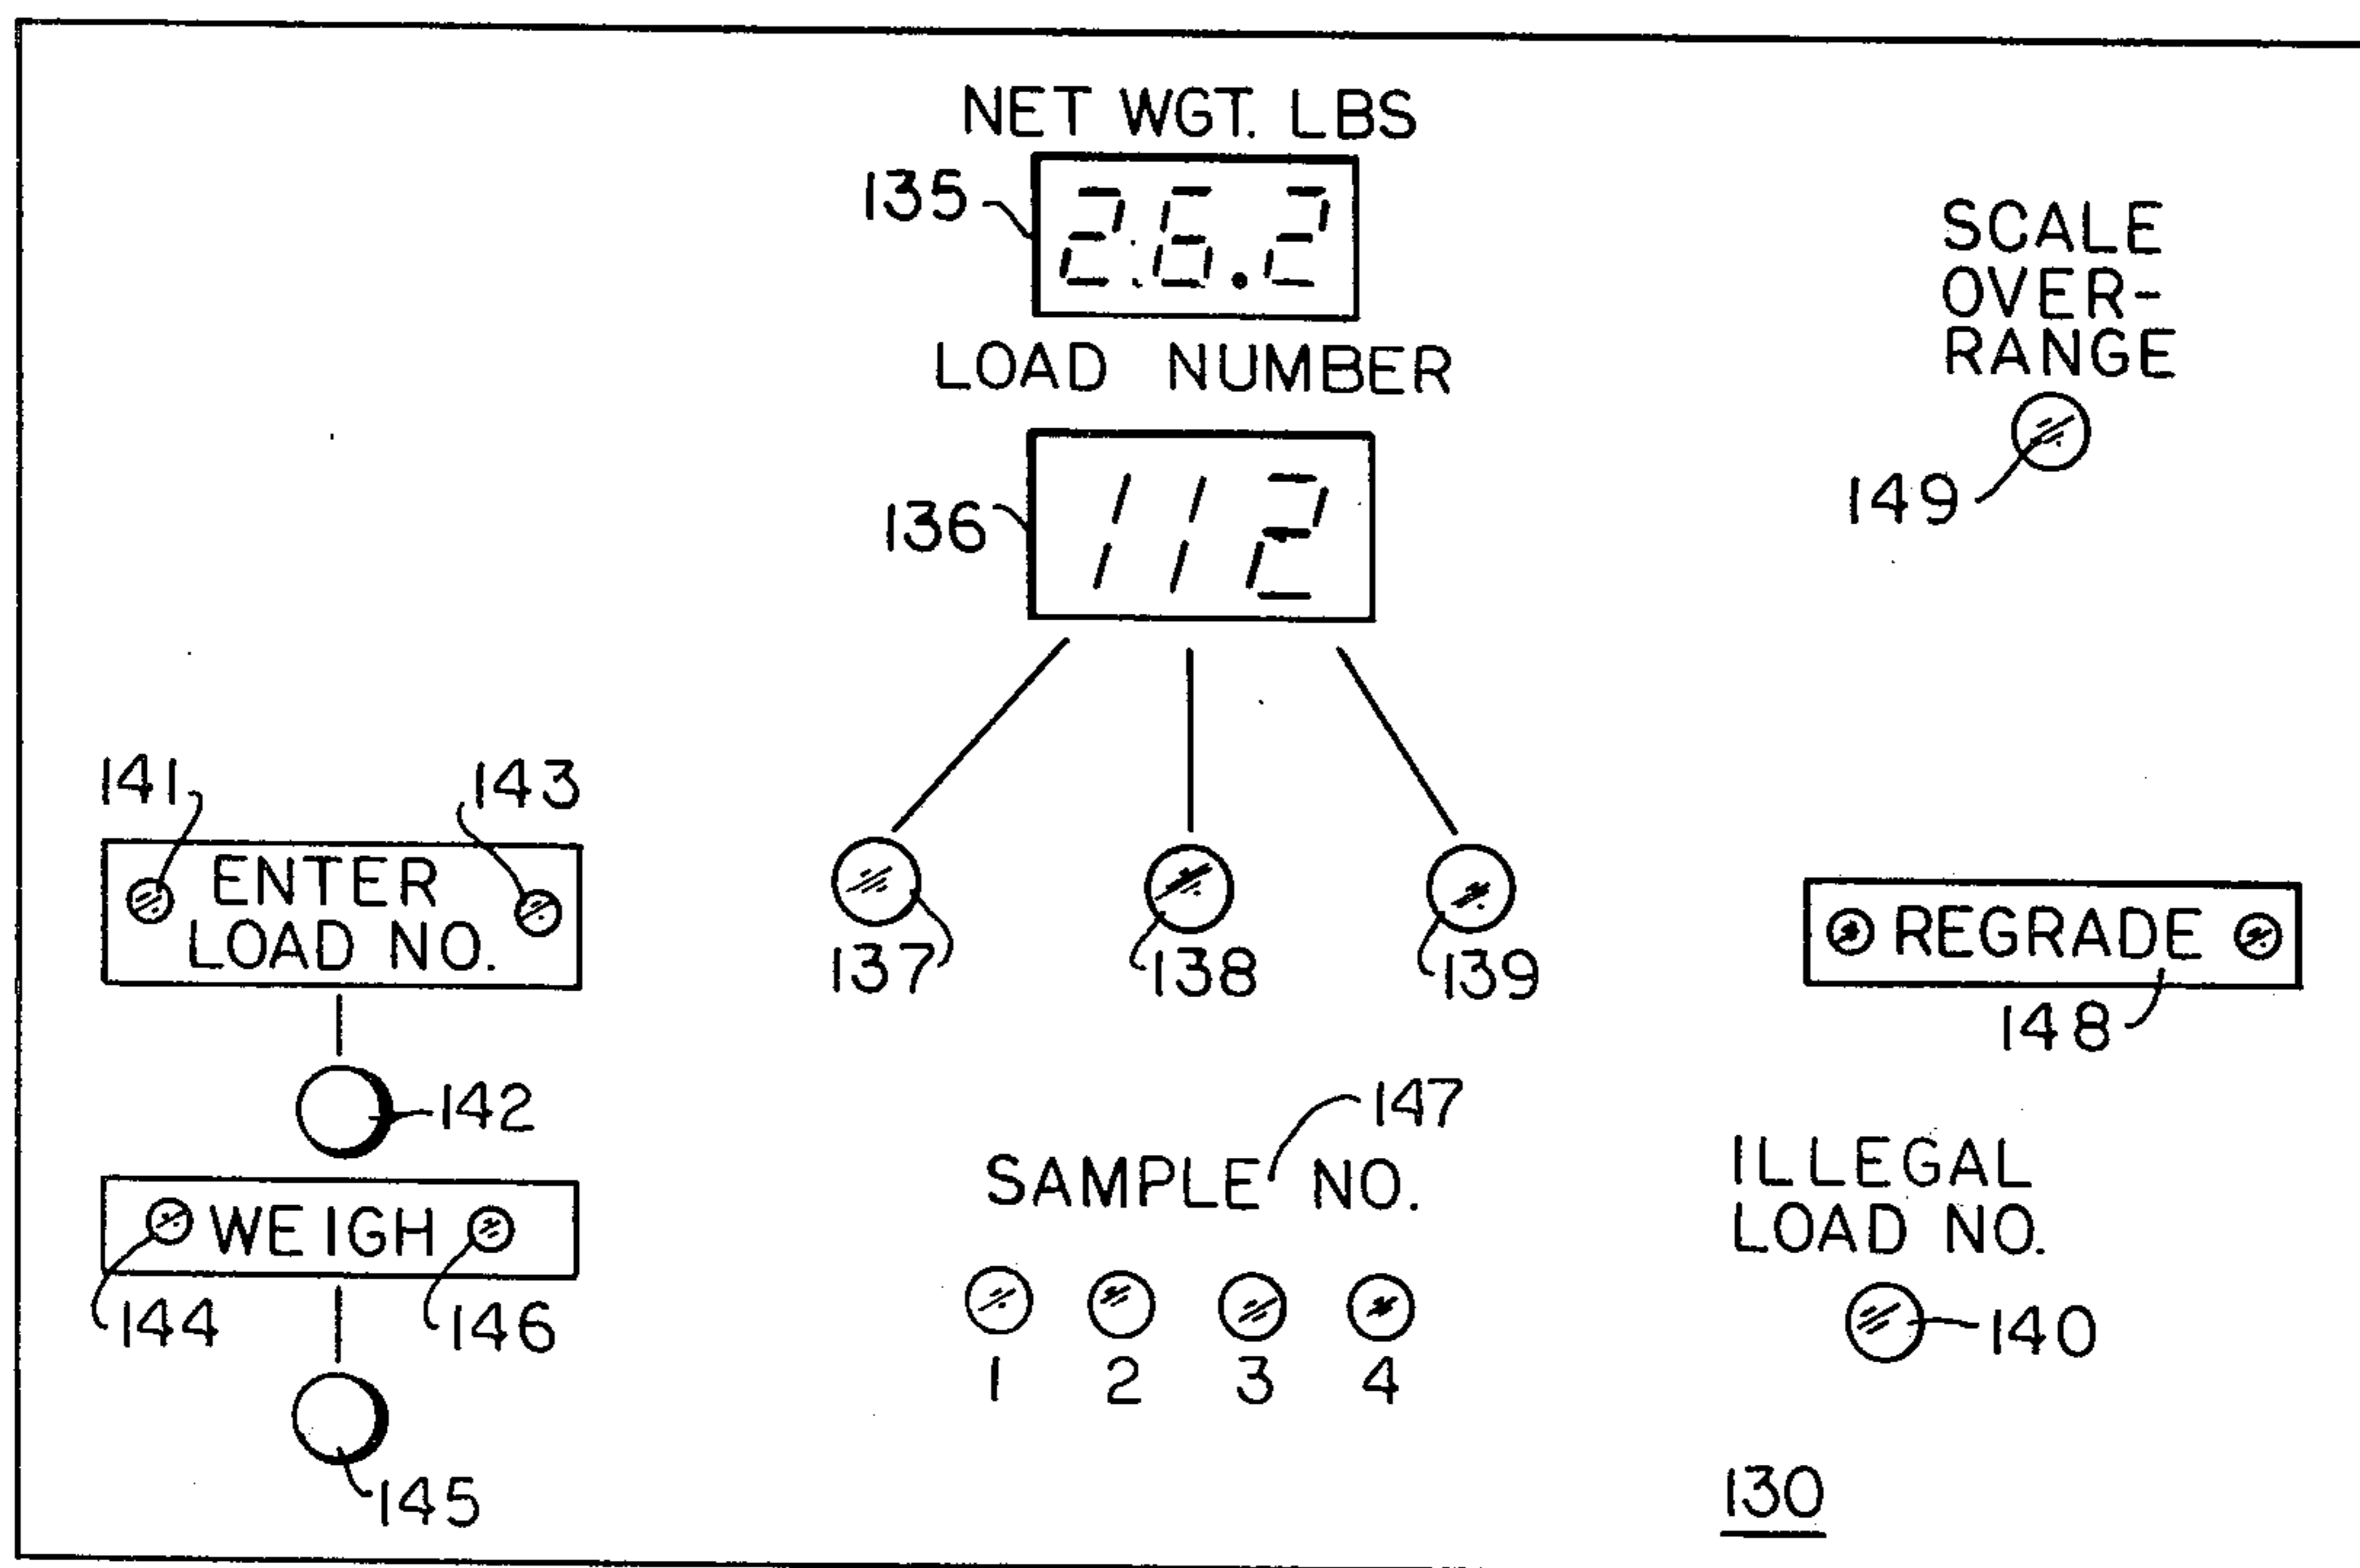 NET WGT. LBS
135
26.2
LOAD NUMBER
136
112
SCALE
OVER-
RANGE
149
141
143
ENTER
LOAD NO.
137
138
139
REGRADE
148
142
147
SAMPLE NO.
WEIGH
144
146
1 2 3 4
145
ILLEGAL
LOAD NO.
140
130